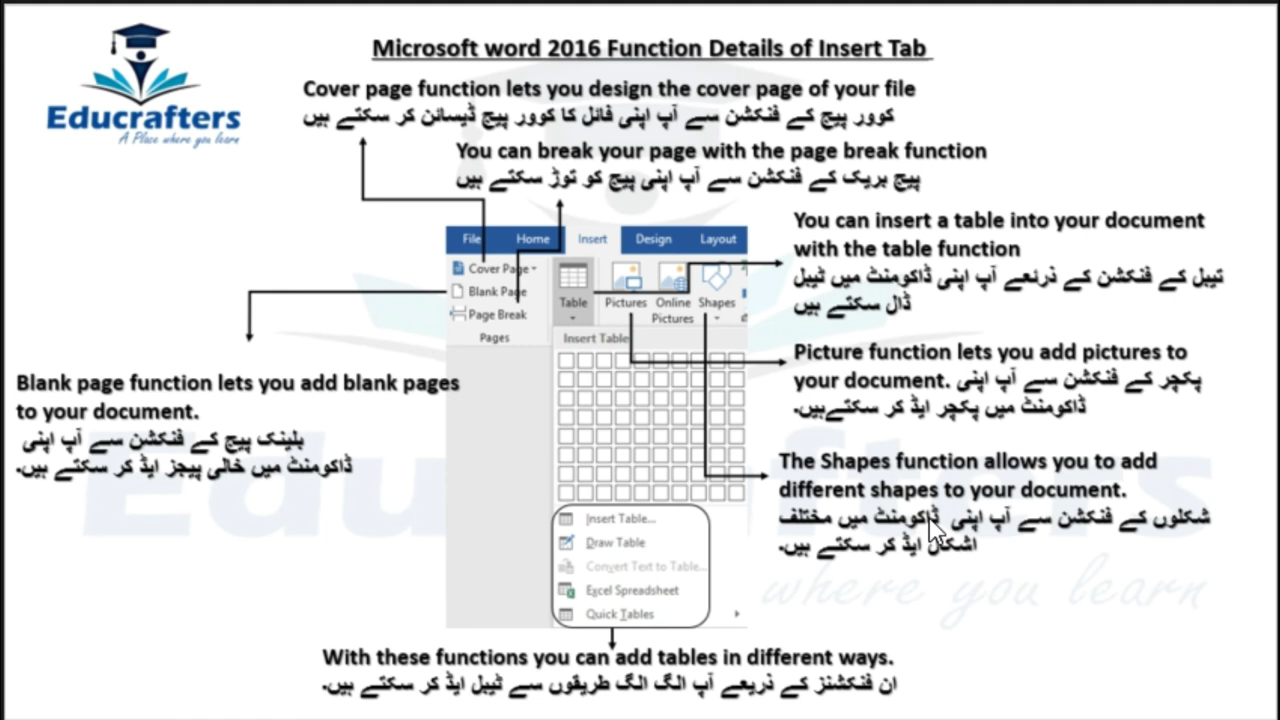 Educrafters
A Place where you learn
Microsoft word 2016 Function Details of Insert Tab
Cover page function lets you design the cover page of your file
کوور پیج کے فنکشن سے آپ اپنی فائل کا کوور پیج ڈیسائن کر سکتے ہیں
You can break your page with the page break function
پیج بریک کے فنکشن سے آپ اپنی پیج کو توڑ سکتے ہیں
You can insert a table into your document
with the table function
ٹیبل کے فنکشن کے ذرئعے آپ اپنی ڈاکومنٹ میں ٹیبل
ڈال سکتے ہیں
File Home Insert Design Layout
Cover Page
Blank Page
Page Break
Pages
Table
Pictures
Online
Pictures
Shapes
Insert Table
Picture function lets you add pictures to
your document. پکچر کے فنکشن سے آپ اپنی
ڈاکومنٹ میں پکچر ایڈ کر سکتےہیں۔
Blank page function lets you add blank pages
to your document.
بلینک پیج کے فنکشن سے آپ اپنی
ڈاکومنٹ میں خالی پیجز ایڈ کر سکتے ہیں۔
The Shapes function allows you to add
different shapes to your document.
شکلوں کے فنکشن سے آپ اپنی ڈاکومنٹ میں مختلف
اشکال ایڈ کر سکتے ہیں۔
Insert Table...
Draw Table
Convert Text to Table...
Excel Spreadsheet
Quick Tables
With these functions you can add tables in different ways.
ان فنکشنز کے ذریعے آپ الگ الگ طریقوں سے ٹیبل ایڈ کر سکتے ہیں۔
Educrafters
where you learn